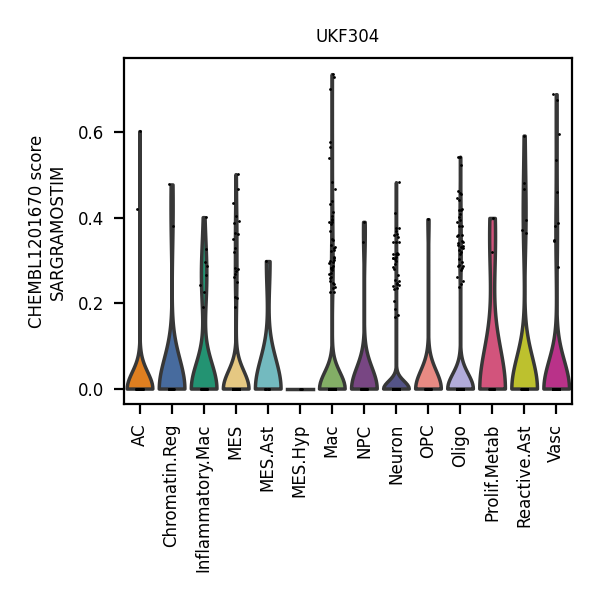 UKF304
CHEMBL1201670 score
SARGRAMOSTIM
0.6
0.4
0.2
0.0
AC
Chromatin.Reg
Inflammatory.Mac
MES
MES.Ast
MES.Hyp
Mac
NPC
Neuron
OPC
Oligo
Prolif.Metab
Reactive.Ast
Vasc